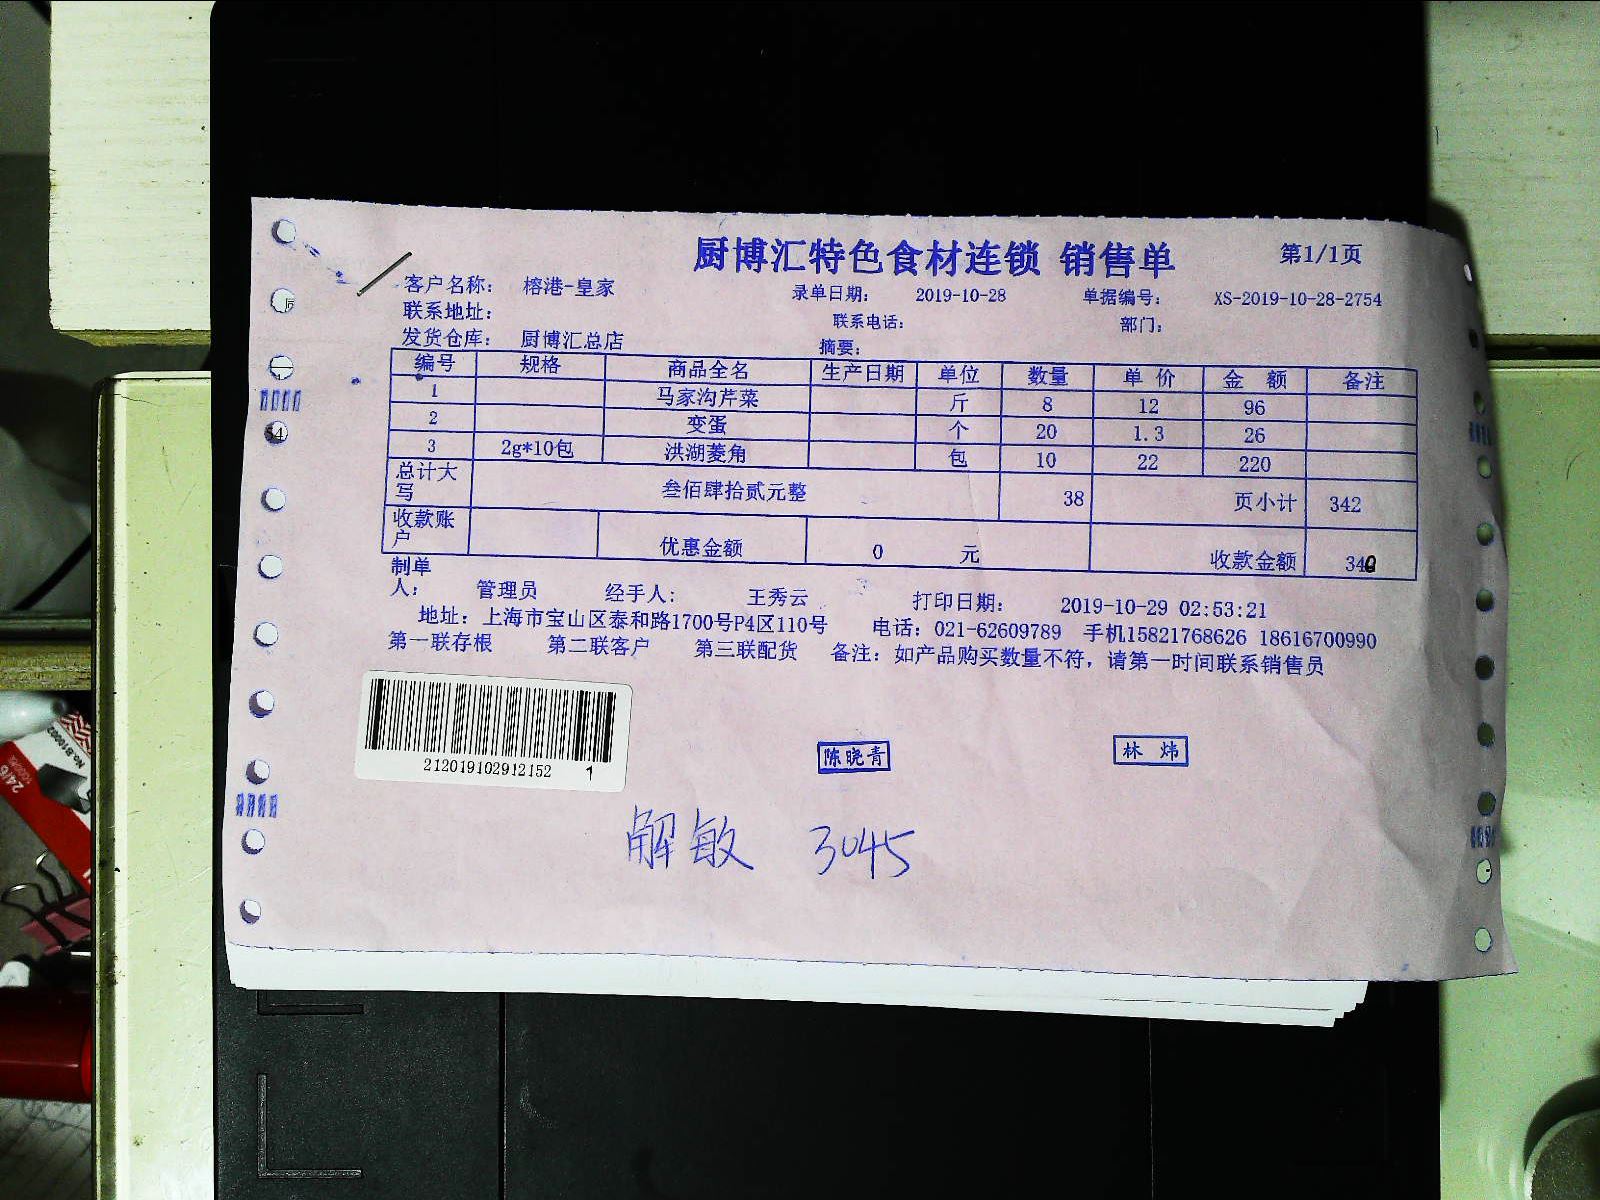 厨博汇特色食材连锁 销售单 第1/1页
客户名称： 榕港-皇家 录单日期： 2019-10-28 单据编号： XS-2019-10-28-2754
联系地址： 联系电话： 部门：
发货仓库： 厨博汇总店 摘要：
编号 规格 商品全名 生产日期 单位 数量 单 价 金 额 备注
1 马家沟芹菜 斤 8 12 96
2 变蛋 个 20 1.3 26
3 2g*10包 洪湖菱角 包 10 22 220
总计大写 叁佰肆拾贰元整 38 页小计 342
收款账户 优惠金额 0 元 收款金额
制单人： 管理员 经手人： 王秀云 打印日期： 2019-10-29 02:53:21
地址：上海市宝山区泰和路1700号P4区110号 电话：021-62609789 手机15821768626 18616700990
第一联存根 第二联客户 第三联配货 备注：如产品购买数量不符，请第一时间联系销售员
212019102912152 1
陈晓青 林 炜
解敏 3045
24/6
No.B10002